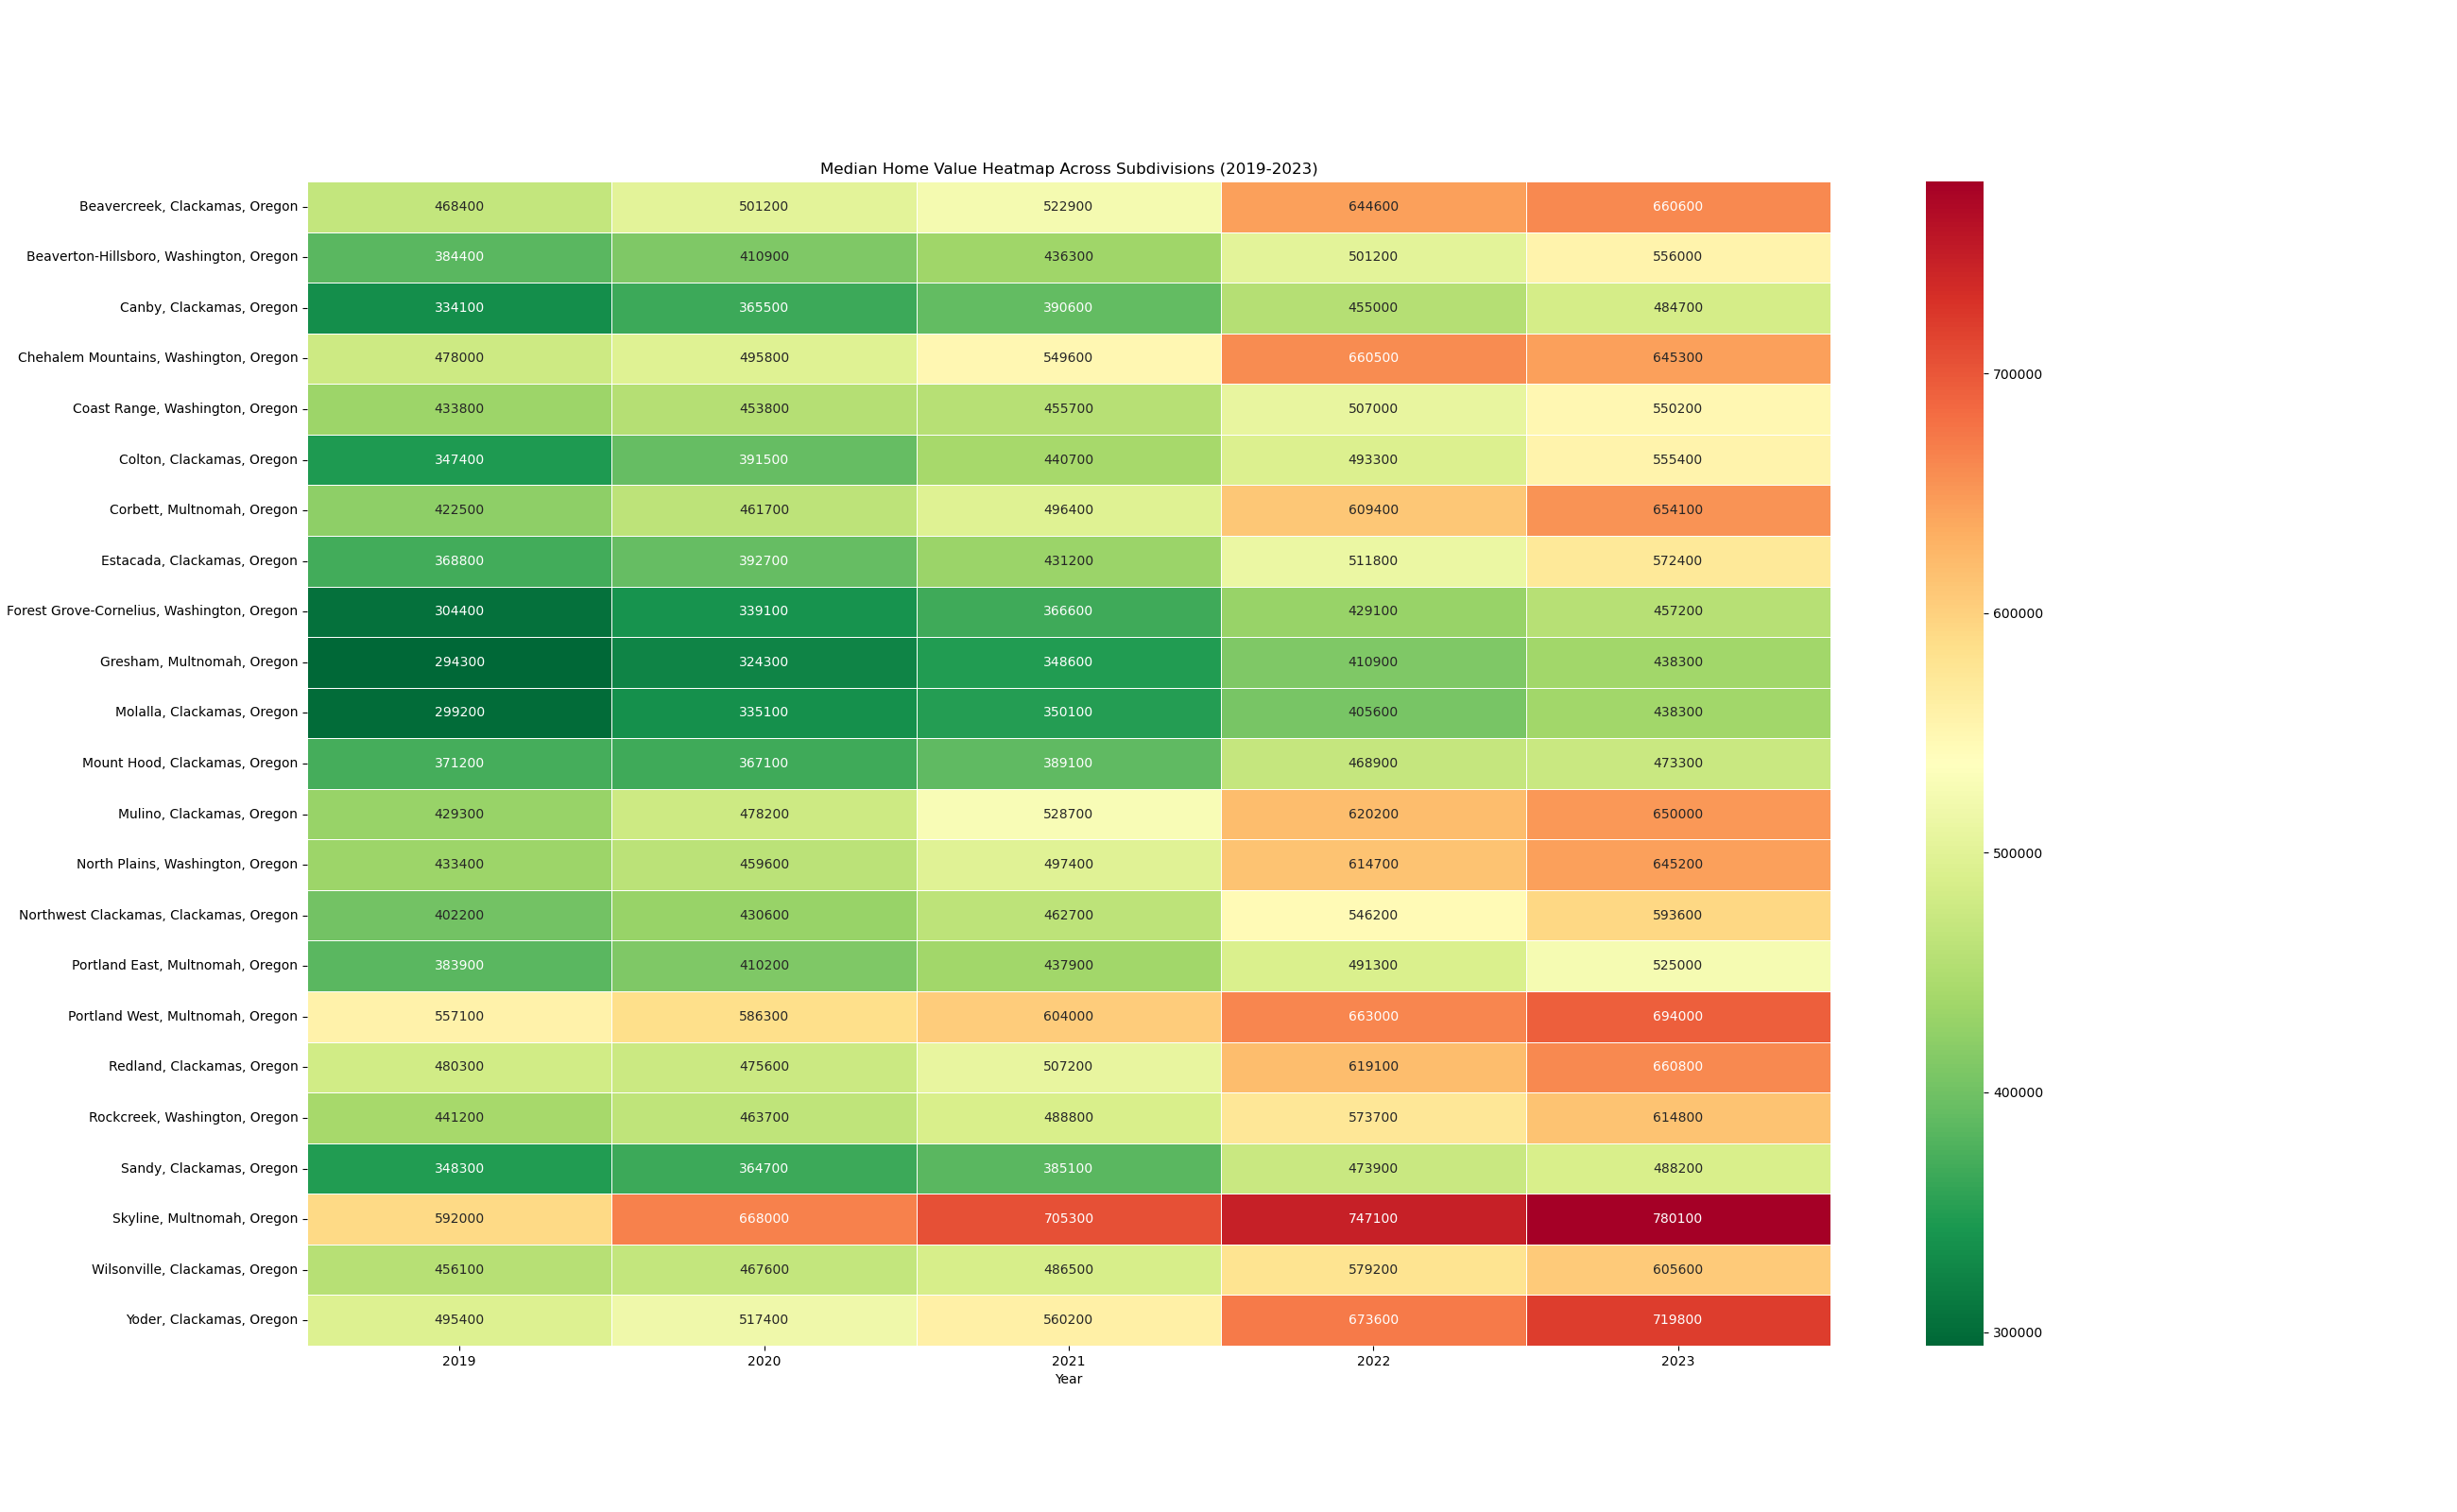 Median Home Value Heatmap Across Subdivisions (2019-2023)
Beavercreek, Clackamas, Oregon 468400 501200 522900 644600 660600
Beaverton-Hillsboro, Washington, Oregon 384400 410900 436300 501200 556000
Canby, Clackamas, Oregon 334100 365500 390600 455000 484700
Chehalem Mountains, Washington, Oregon 478000 495800 549600 660500 645300
Coast Range, Washington, Oregon 433800 453800 455700 507000 550200
Colton, Clackamas, Oregon 347400 391500 440700 493300 555400
Corbett, Multnomah, Oregon 422500 461700 496400 609400 654100
Estacada, Clackamas, Oregon 368800 392700 431200 511800 572400
Forest Grove-Cornelius, Washington, Oregon 304400 339100 366600 429100 457200
Gresham, Multnomah, Oregon 294300 324300 348600 410900 438300
Molalla, Clackamas, Oregon 299200 335100 350100 405600 438300
Mount Hood, Clackamas, Oregon 371200 367100 389100 468900 473300
Mulino, Clackamas, Oregon 429300 478200 528700 620200 650000
North Plains, Washington, Oregon 433400 459600 497400 614700 645200
Northwest Clackamas, Clackamas, Oregon 402200 430600 462700 546200 593600
Portland East, Multnomah, Oregon 383900 410200 437900 491300 525000
Portland West, Multnomah, Oregon 557100 586300 604000 663000 694000
Redland, Clackamas, Oregon 480300 475600 507200 619100 660800
Rockcreek, Washington, Oregon 441200 463700 488800 573700 614800
Sandy, Clackamas, Oregon 348300 364700 385100 473900 488200
Skyline, Multnomah, Oregon 592000 668000 705300 747100 780100
Wilsonville, Clackamas, Oregon 456100 467600 486500 579200 605600
Yoder, Clackamas, Oregon 495400 517400 560200 673600 719800
2019 2020 2021 2022 2023
Year
700000
600000
500000
400000
300000